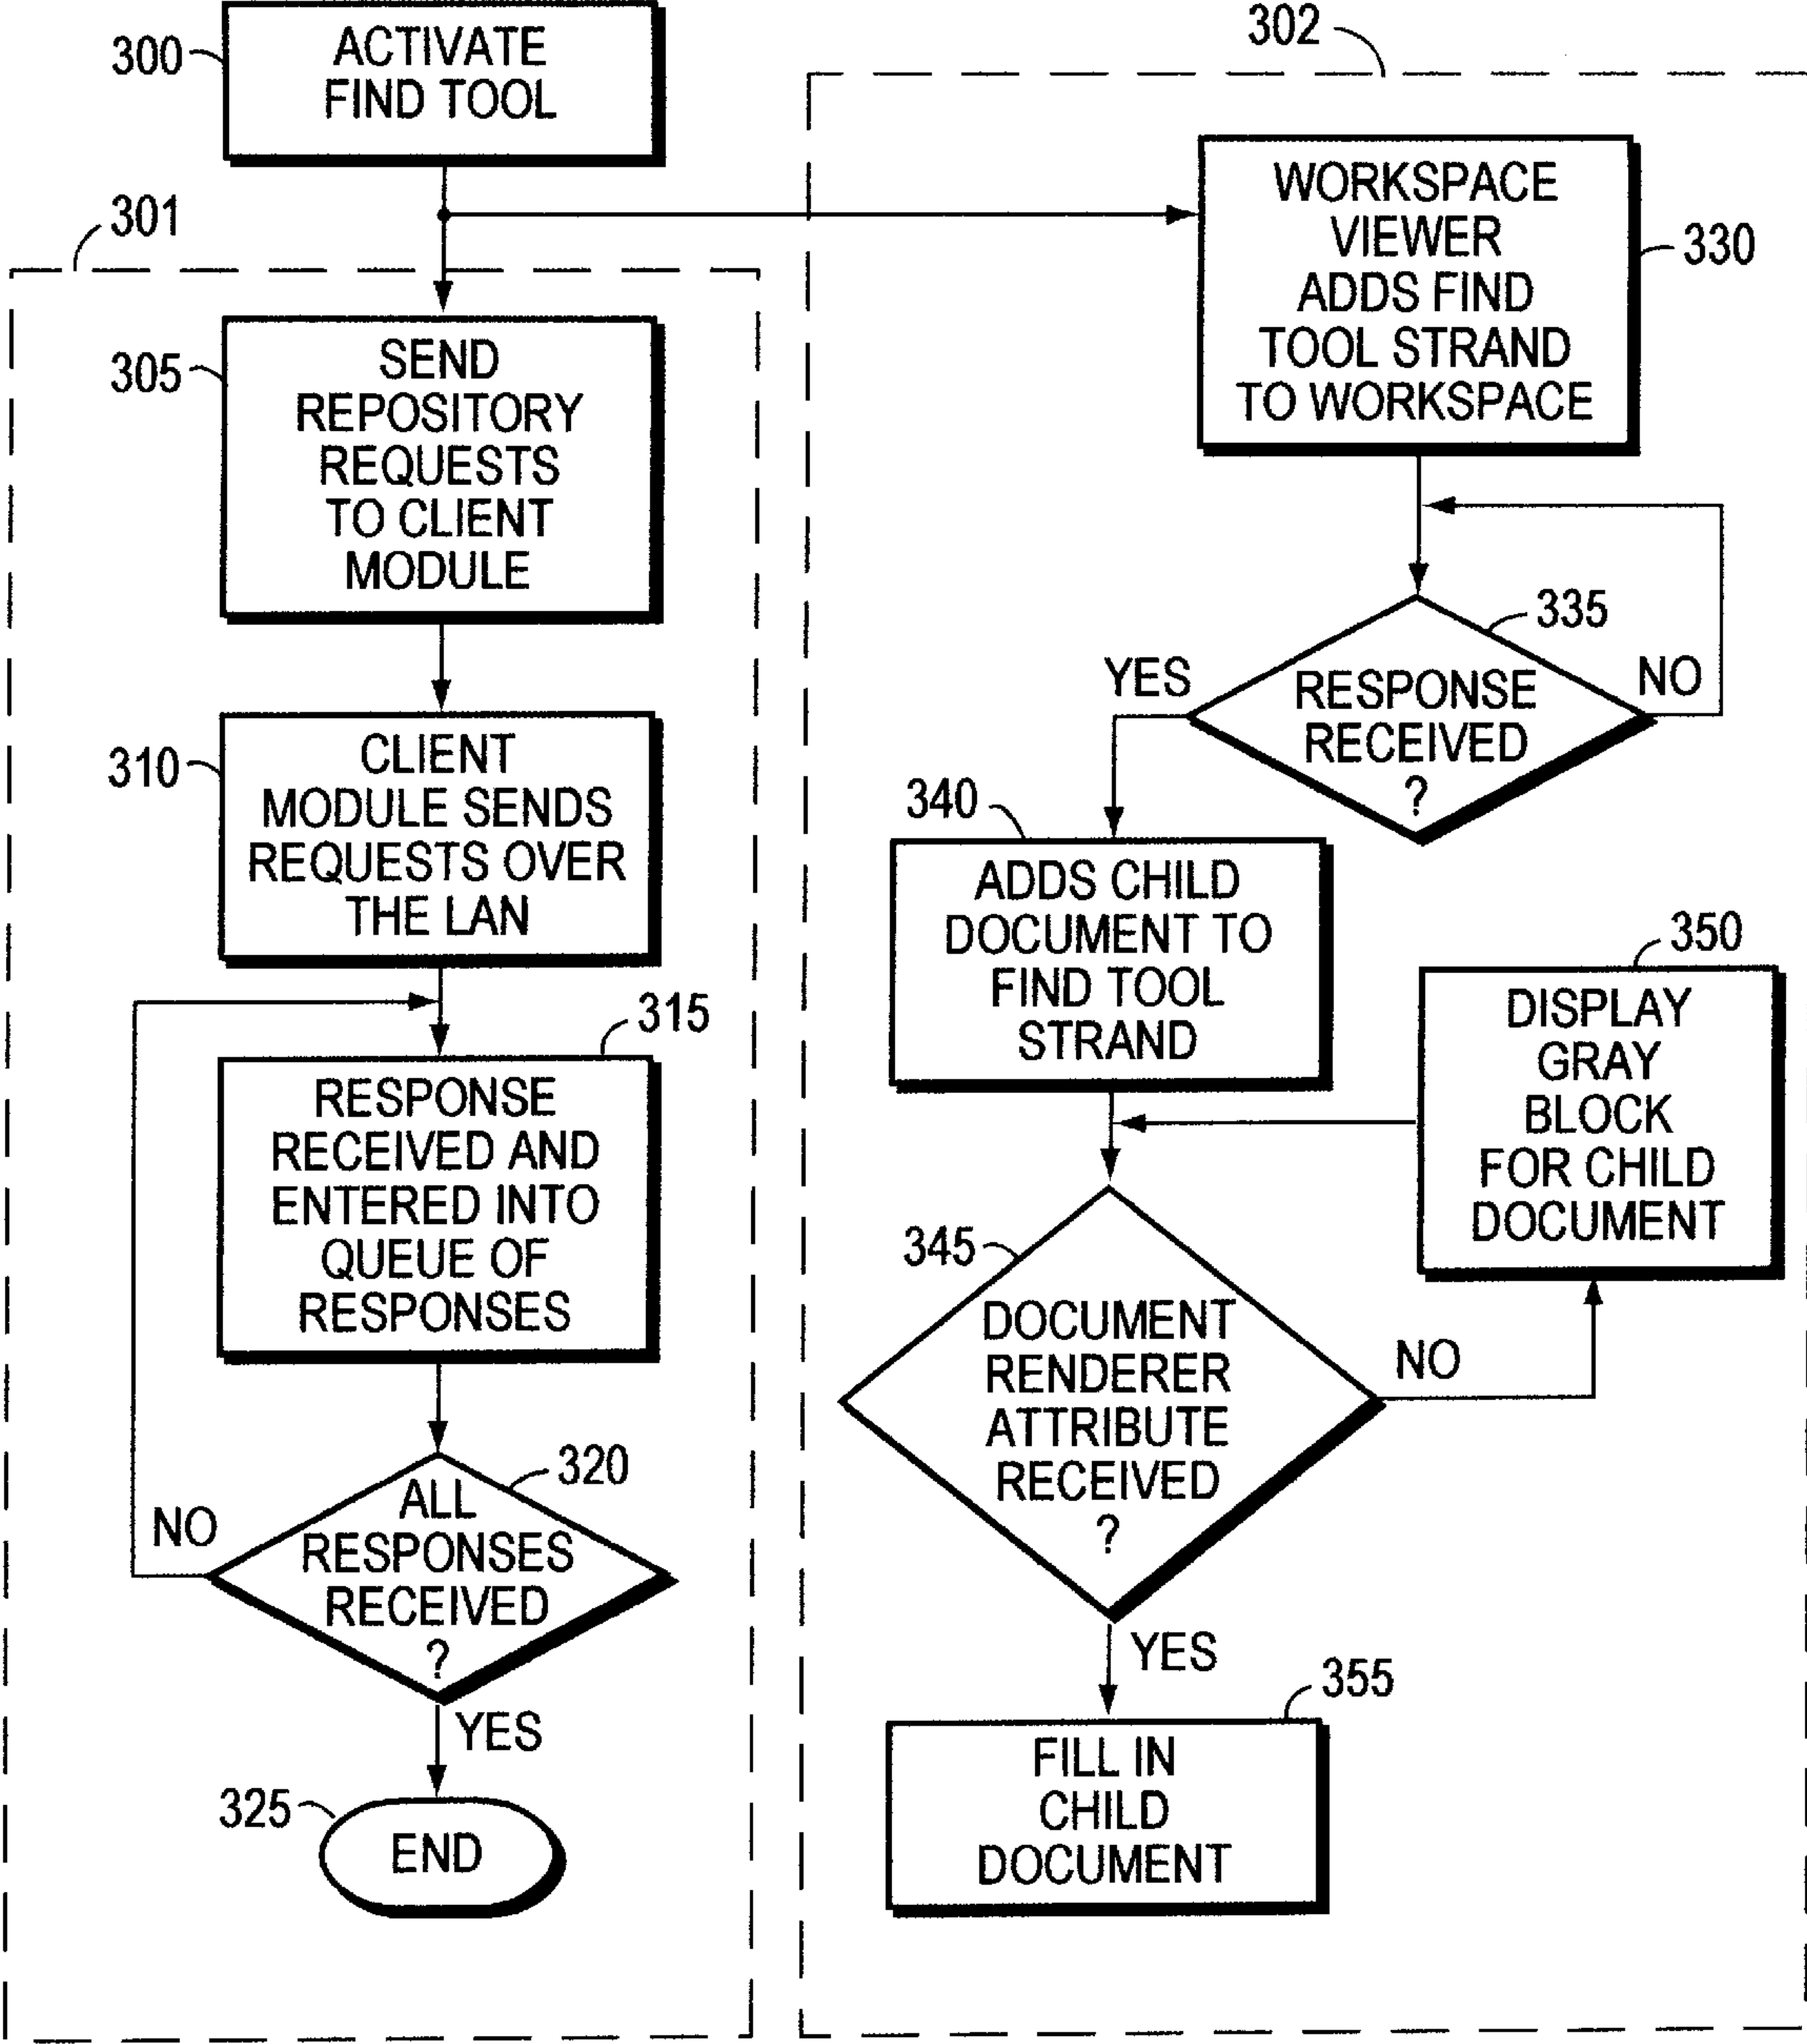 300
ACTIVATE
FIND TOOL
301
305
SEND
REPOSITORY
REQUESTS
TO CLIENT
MODULE
310
CLIENT
MODULE SENDS
REQUESTS OVER
THE LAN
315
RESPONSE
RECEIVED AND
ENTERED INTO
QUEUE OF
RESPONSES
320
ALL
RESPONSES
RECEIVED
?
NO
YES
325
END
302
330
WORKSPACE
VIEWER
ADDS FIND
TOOL STRAND
TO WORKSPACE
335
RESPONSE
RECEIVED
?
YES
NO
340
ADDS CHILD
DOCUMENT TO
FIND TOOL
STRAND
350
DISPLAY
GRAY
BLOCK
FOR CHILD
DOCUMENT
345
DOCUMENT
RENDERER
ATTRIBUTE
RECEIVED
?
NO
YES
355
FILL IN
CHILD
DOCUMENT